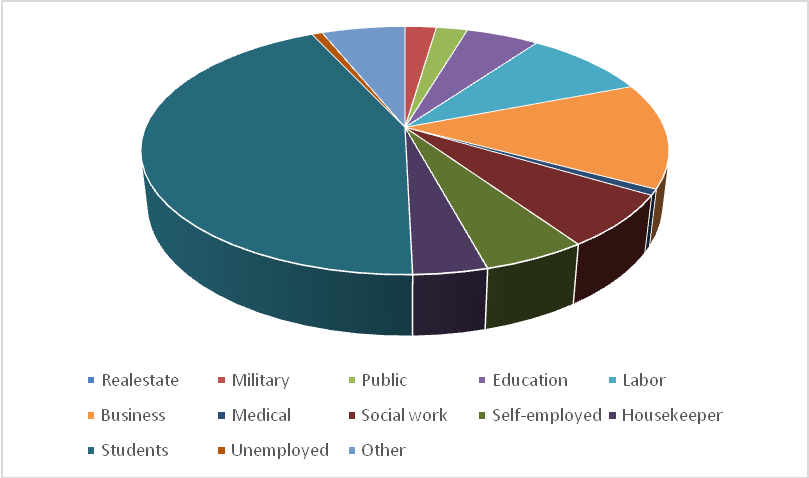 Realestate Military Public Education Labor
Business Medical Social work Self-employed Housekeeper
Students Unemployed Other